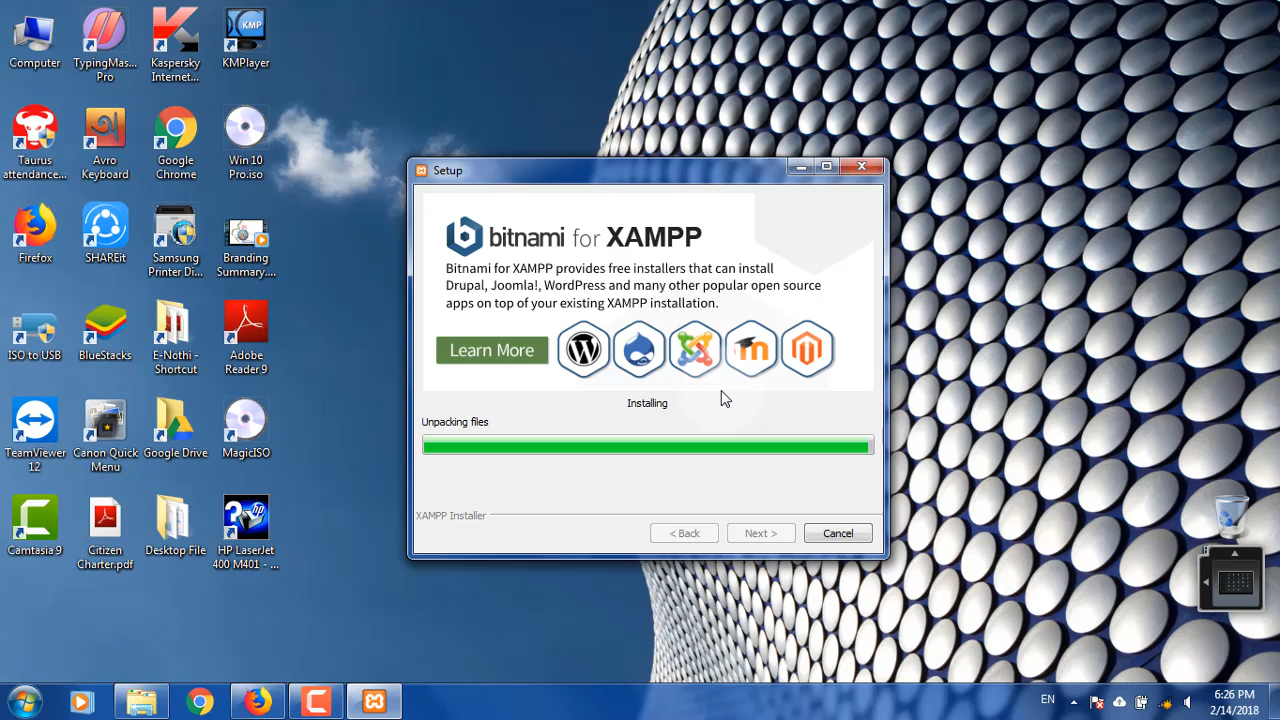 Computer
TypingMas...
Pro
Kaspersky
Internet...
KMP
KMPlayer
Taurus
attendance...
Avro
Keyboard
Google
Chrome
Win 10
Pro.iso
Firefox
SHAREit
Samsung
Printer Di...
Branding
Summary....
ISO to USB
BlueStacks
E-Nothi -
Shortcut
Adobe
Reader 9
TeamViewer
12
Canon Quick
Menu
Google Drive
MagicISO
Camtasia 9
Citizen
Charter.pdf
Desktop File
HP LaserJet
400 M401 - ...
Setup
bitnami for XAMPP
Bitnami for XAMPP provides free installers that can install
Drupal, Joomla!, WordPress and many other popular open source
apps on top of your existing XAMPP installation.
Learn More
Installing
Unpacking files
XAMPP Installer
< Back
Next >
Cancel
EN
6:26 PM
2/14/2018